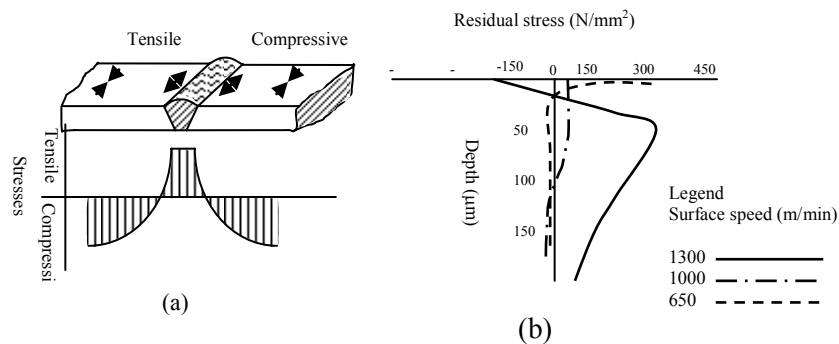 Tensile Compressive
Tensile
Stresses
Compressi
(a)
Residual stress (N/mm²)
- - -150 0 150 300 450
50
Depth (µm)
100
150
Legend
Surface speed (m/min)
1300
1000
650
(b)